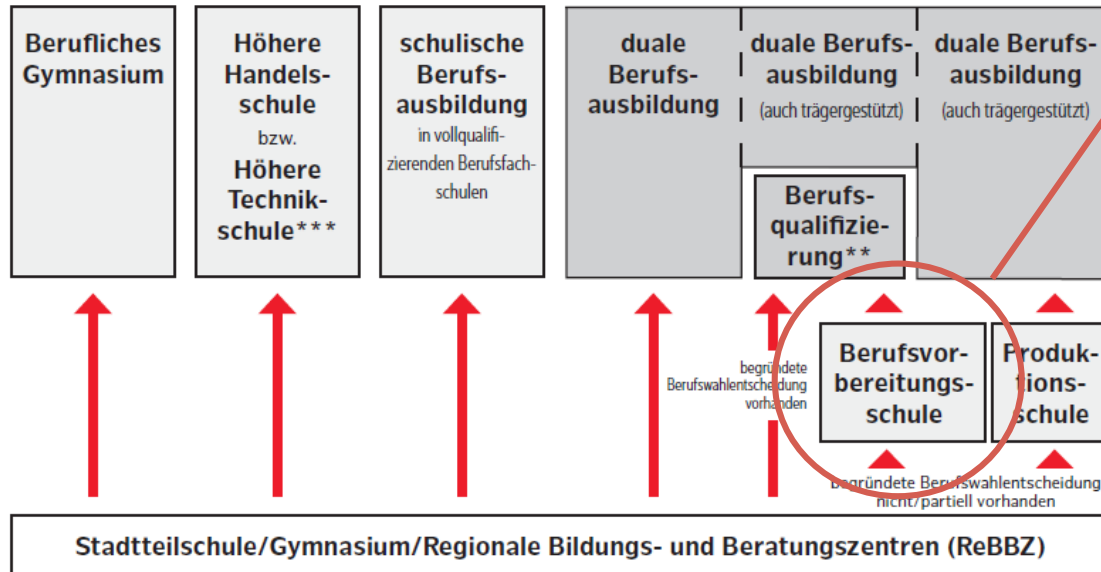 Berufliches
Gymnasium
Höhere
Handels-
schule
bzw.
Höhere
Technik-
schule***
schulische
Berufs-
ausbildung
in vollqualifi-
zierenden Berufsfach-
schulen
duale
Berufs-
ausbildung
duale Berufs-
ausbildung
(auch trägergestützt)
duale Berufs-
ausbildung
(auch trägergestützt)
Berufs-
qualifizie-
rung**
begründete
Berufswahlentscheidung
vorhanden
Berufsvor-
bereitungs-
schule
Produk-
tions-
schule
begründete Berufswahlentscheidung
nicht/partiell vorhanden
Stadtteilschule/Gymnasium/Regionale Bildungs- und Beratungszentren (ReBBZ)